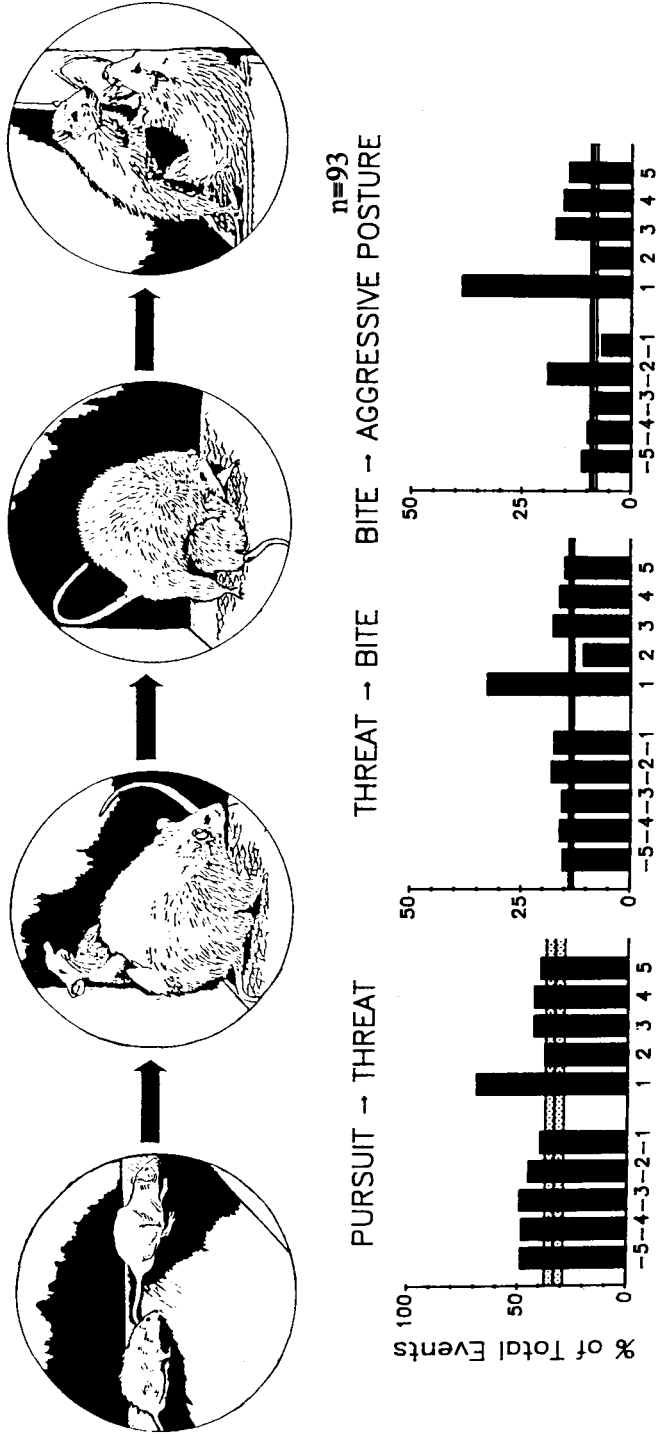 n=93
PURSUIT → THREAT
THREAT → BITE
BITE → AGGRESSIVE POSTURE
% of Total Events
100
50
0
-5-4-3-2-1 1 2 3 4 5
50
25
0
-5-4-3-2-1 1 2 3 4 5
50
25
0
-5-4-3-2-1 1 2 3 4 5